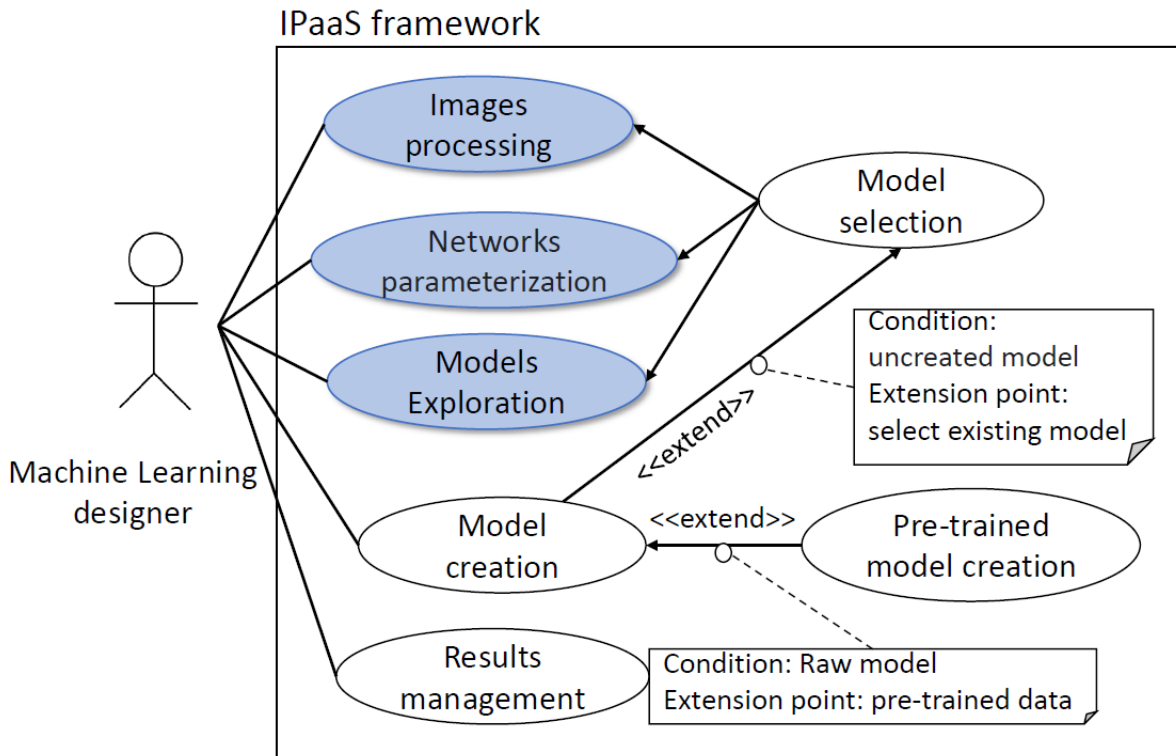 IPaaS framework
Images
processing
Model
selection
Networks
parameterization
Condition:
uncreated model
Extension point:
select existing model
Models
Exploration
<<extend>>
Machine Learning
designer
<<extend>>
Model
creation
Pre-trained
model creation
Results
management
Condition: Raw model
Extension point: pre-trained data